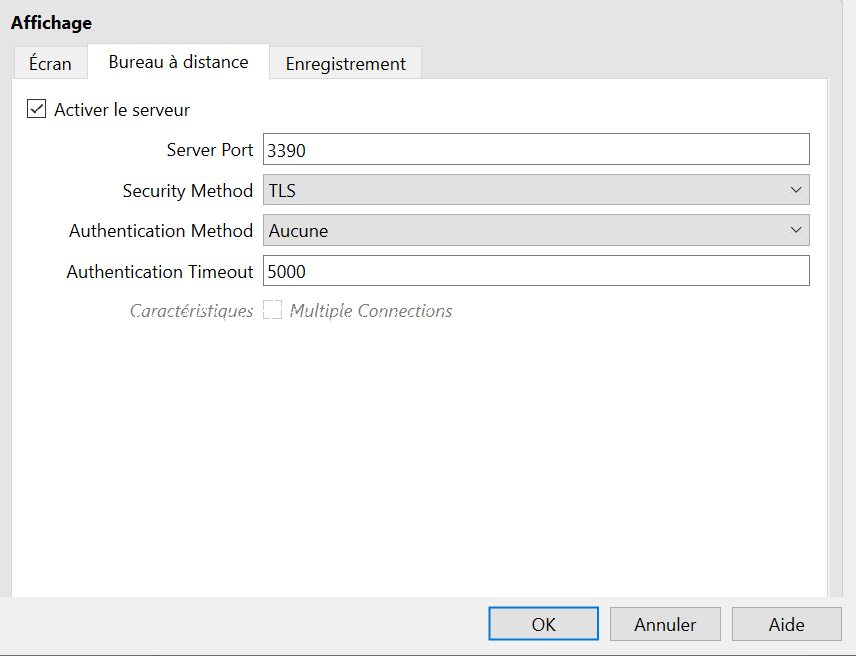 Affichage
Écran Bureau à distance Enregistrement
Activer le serveur
Server Port 3390
Security Method TLS
Authentication Method Aucune
Authentication Timeout 5000
Caractéristiques Multiple Connections
OK Annuler Aide